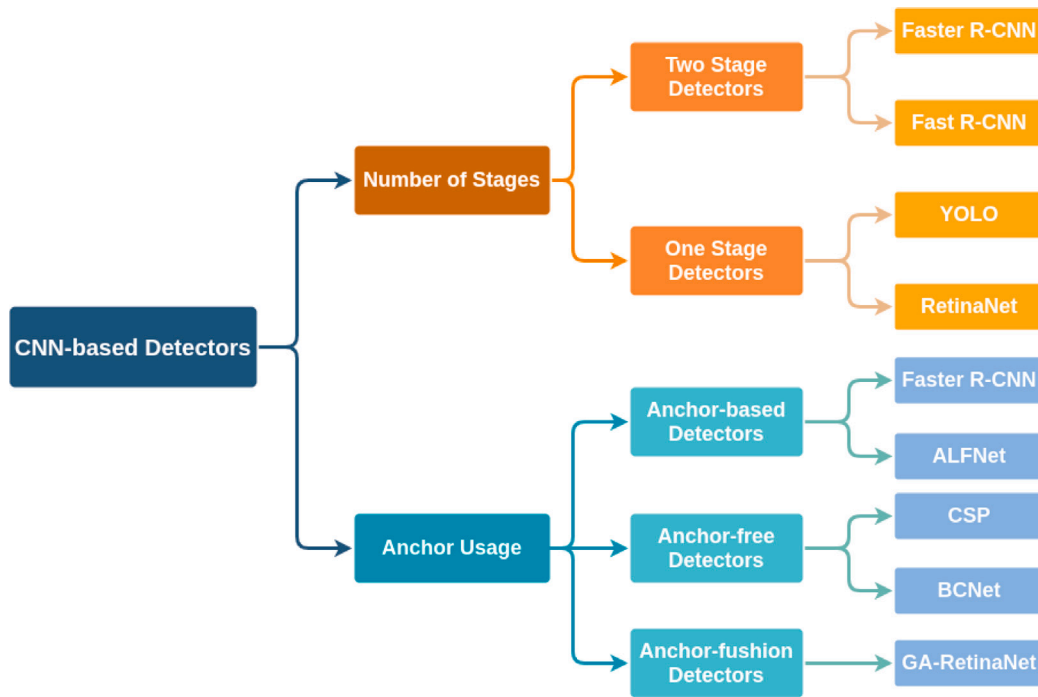 Faster R-CNN
Two Stage
Detectors
Fast R-CNN
Number of Stages
YOLO
One Stage
Detectors
RetinaNet
CNN-based Detectors
Faster R-CNN
Anchor-based
Detectors
ALFNet
CSP
Anchor Usage
Anchor-free
Detectors
BCNet
Anchor-fushion
Detectors
GA-RetinaNet